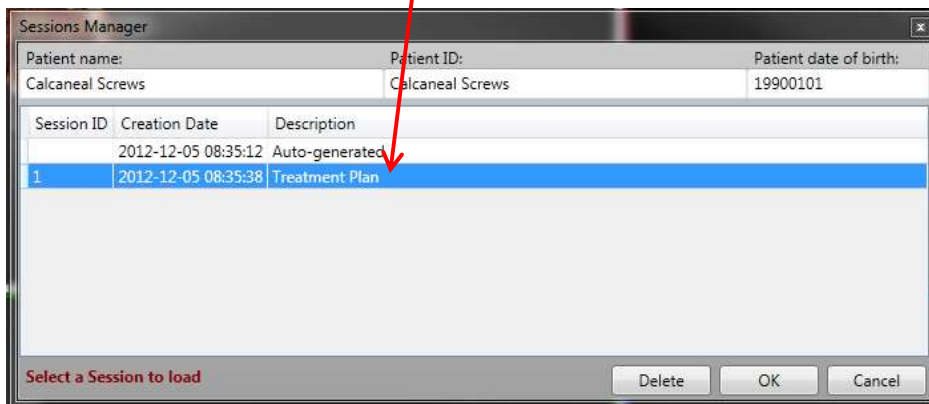 Sessions Manager
Patient name: Patient ID: Patient date of birth:
Calcaneal Screws Calcaneal Screws 19900101
Session ID Creation Date Description
2012-12-05 08:35:12 Auto-generated
1 2012-12-05 08:35:38 Treatment Plan
Select a Session to load Delete OK Cancel